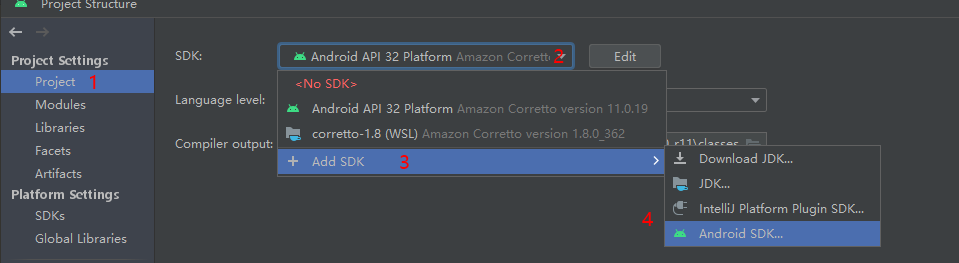 Project Structure
Project Settings
Project 1
Modules
Libraries
Facets
Artifacts
Platform Settings
SDKs
Global Libraries
SDK: Android API 32 Platform Amazon Corretto 2 Edit
<No SDK>
Language level:
Android API 32 Platform Amazon Corretto version 11.0.19
corretto-1.8 (WSL) Amazon Corretto version 1.8.0_362
Compiler output: r11\classes
+ Add SDK 3
Download JDK...
JDK...
IntelliJ Platform Plugin SDK...
4
Android SDK...